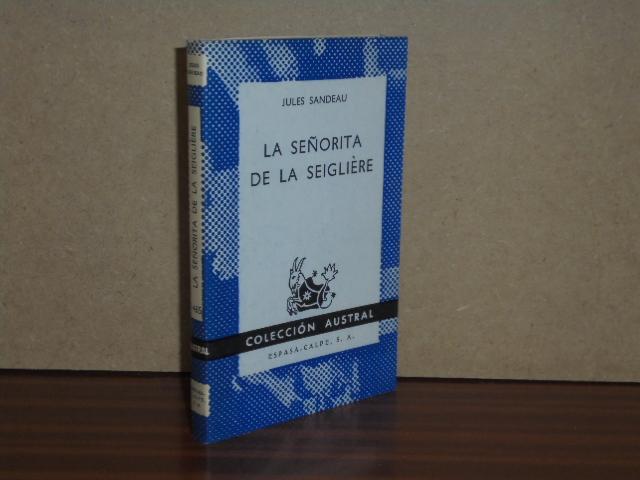 JULES SANDEAU
LA SEÑORITA
DE LA SEIGLIÈRE
COLECCIÓN AUSTRAL
ESPASA-CALPE, S. A.
LA SEÑORITA DE LA SEIGLIÈRE
AUSTRAL